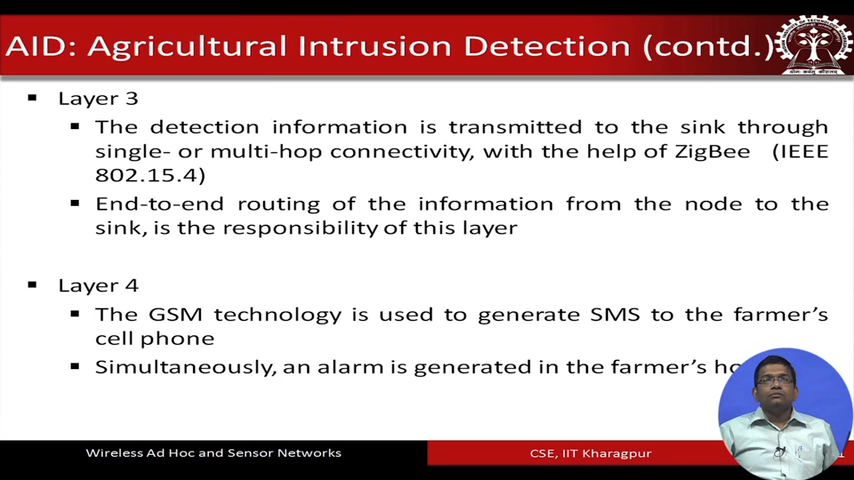 AID: Agricultural Intrusion Detection (contd.)
Layer 3
The detection information is transmitted to the sink through
single- or multi-hop connectivity, with the help of ZigBee (IEEE
802.15.4)
End-to-end routing of the information from the node to the
sink, is the responsibility of this layer
Layer 4
The GSM technology is used to generate SMS to the farmer's
cell phone
Simultaneously, an alarm is generated in the farmer's
Wireless Ad Hoc and Sensor Networks
CSE, IIT Kharagpur